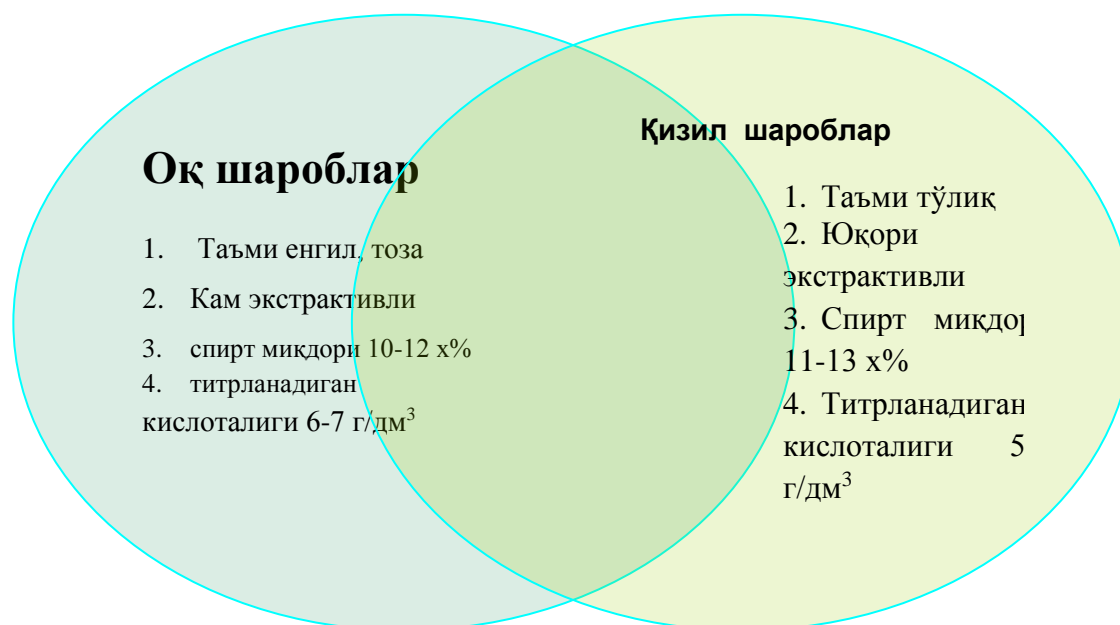 Оқ шароблар
1. Таъми енгил, тоза
2. Кам экстрактивли
3. спирт миқдори 10-12 х%
4. титрланадиган
кислоталиги 6-7 г/дм³
Қизил шароблар
1. Таъми тўлиқ
2. Юқори
экстрактивли
3. Спирт
11-13 х%
4. Титрланадиган
кислоталиги 5
г/дм³